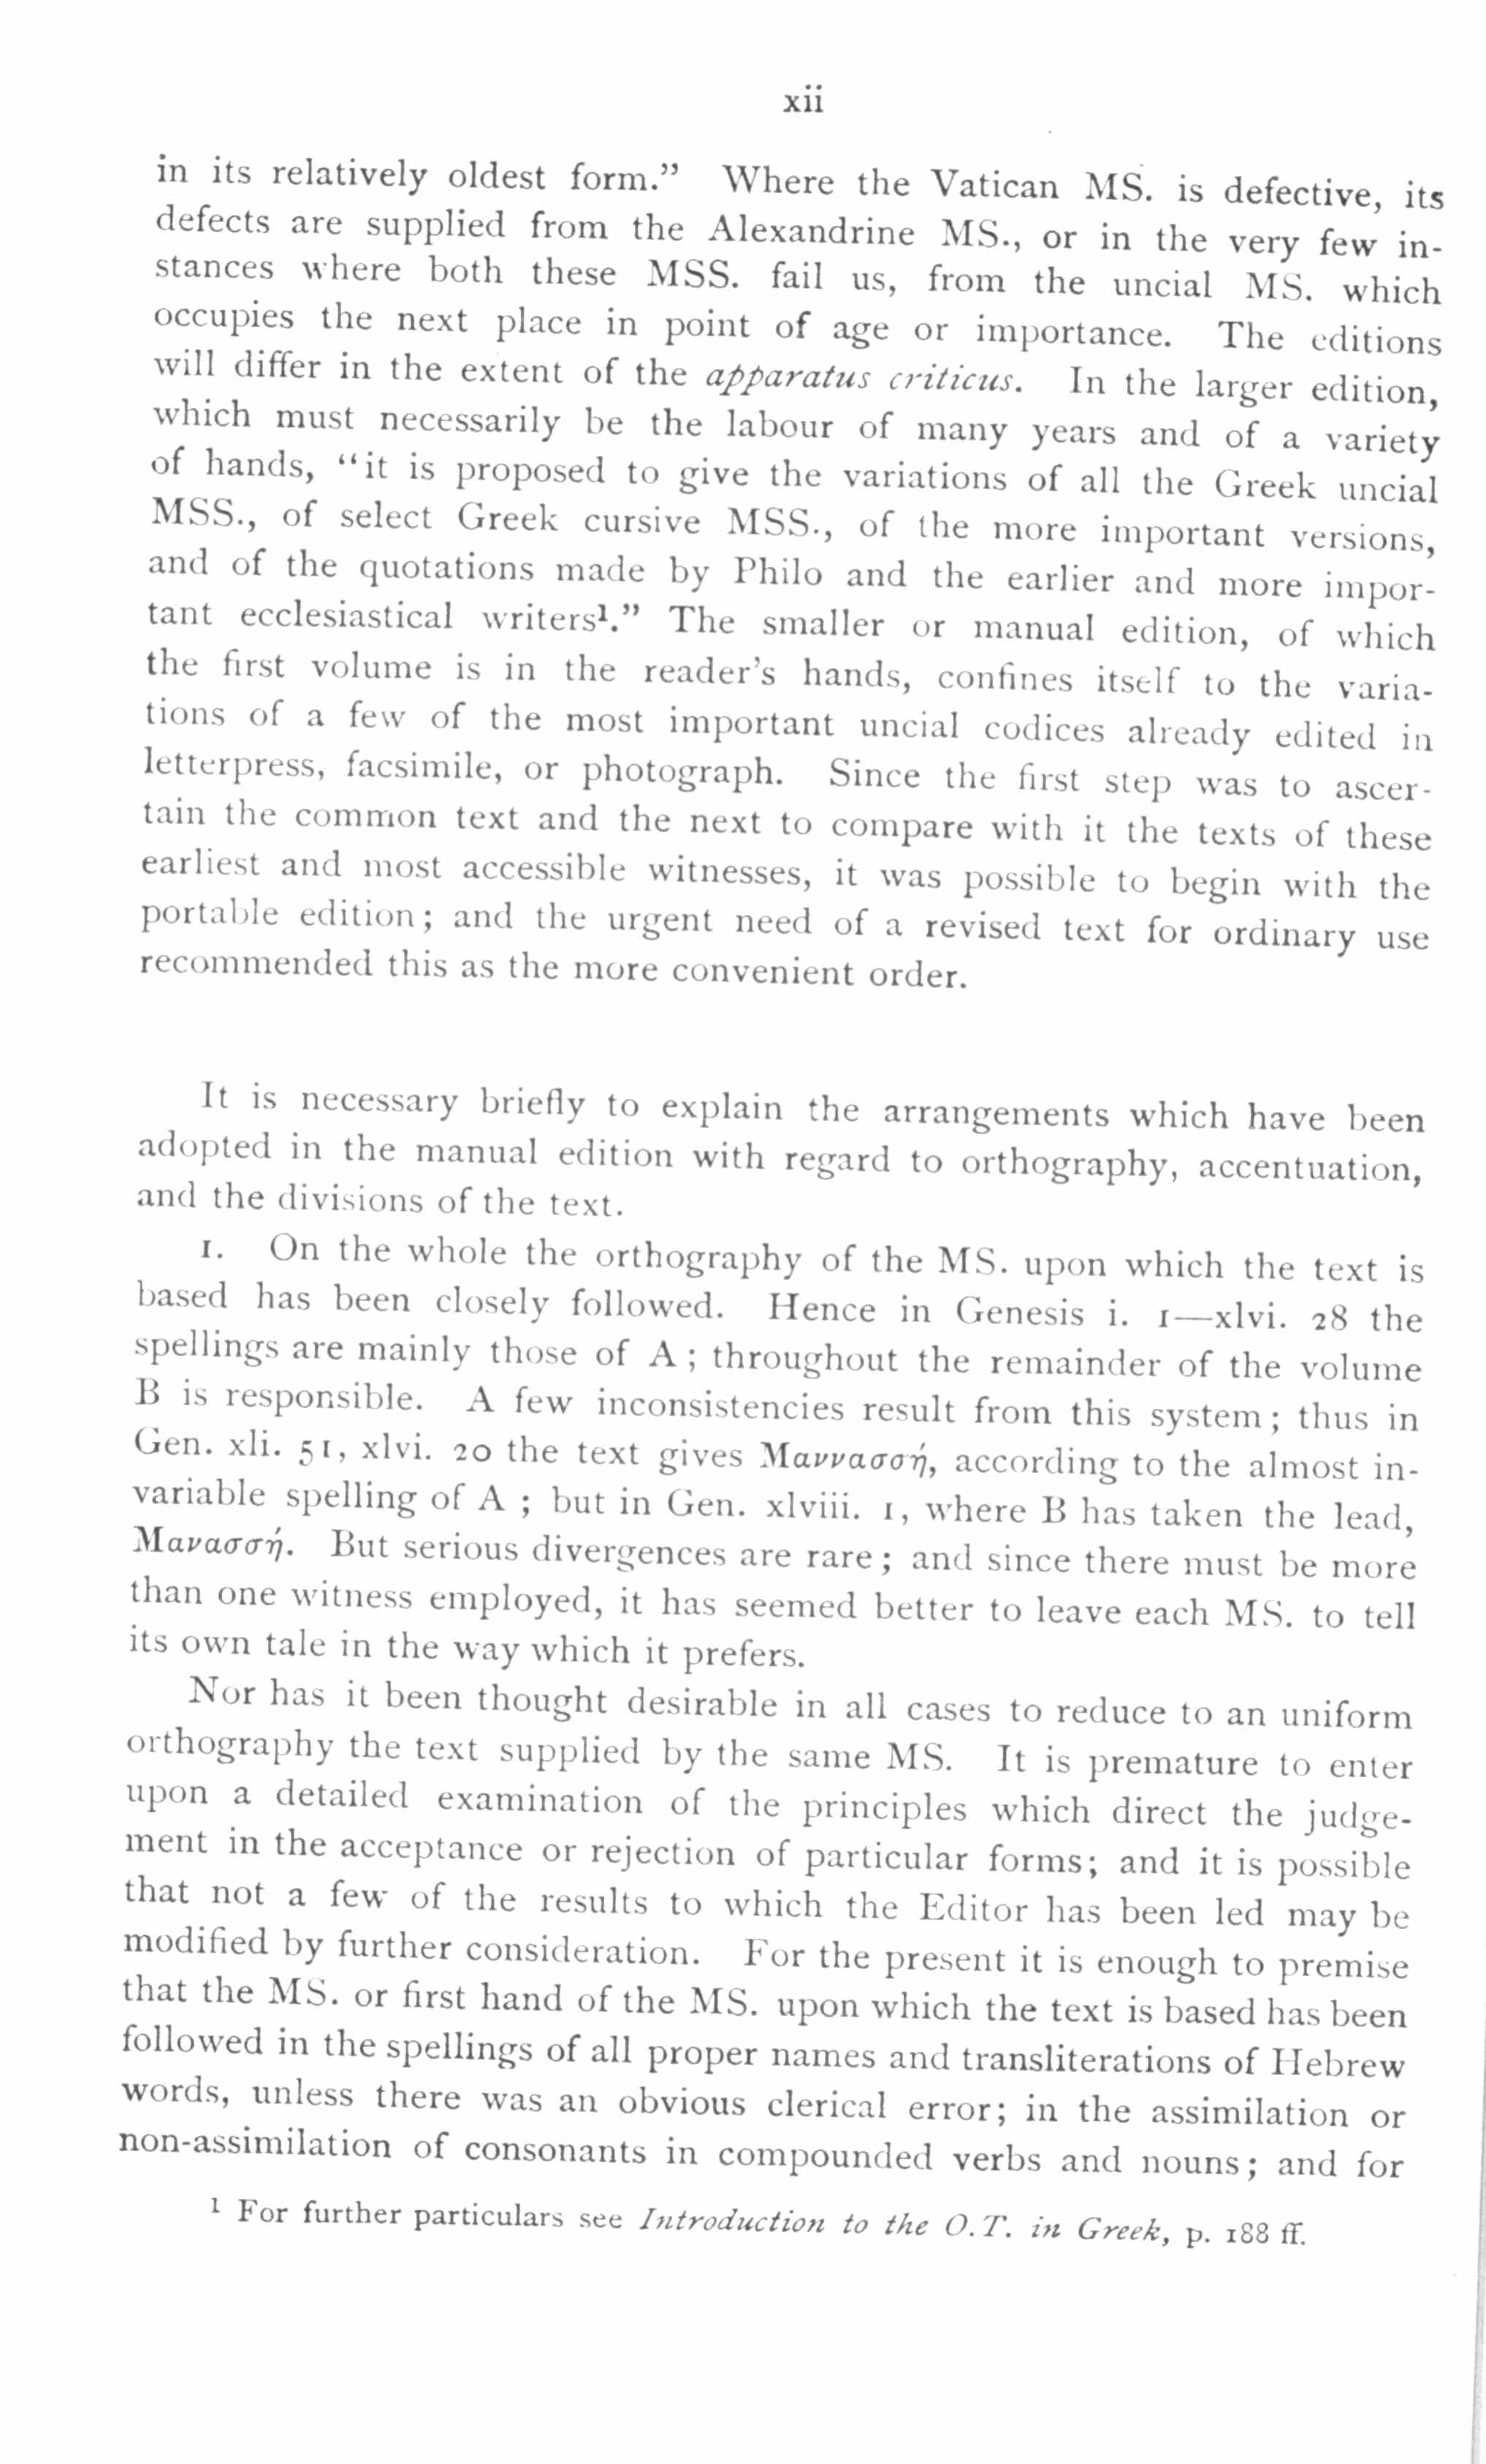 xii
in its relatively oldest form.” Where the Vatican MS. is defective, its
defects are supplied from the Alexandrine MS., or in the very few in-
stances where both these MSS. fail us, from the uncial MS. which
occupies the next place in point of age or importance. The editions
will differ in the extent of the apparatus criticus. In the larger edition,
which must necessarily be the labour of many years and of a variety
of hands, “it is proposed to give the variations of all the Greek uncial
MSS., of select Greek cursive MSS., of the more important versions,
and of the quotations made by Philo and the earlier and more impor-
tant ecclesiastical writers¹.” The smaller or manual edition, of which
the first volume is in the reader’s hands, confines itself to the varia-
tions of a few of the most important uncial codices already edited in
letterpress, facsimile, or photograph. Since the first step was to ascer-
tain the common text and the next to compare with it the texts of these
earliest and most accessible witnesses, it was possible to begin with the
portable edition; and the urgent need of a revised text for ordinary use
recommended this as the more convenient order.
It is necessary briefly to explain the arrangements which have been
adopted in the manual edition with regard to orthography, accentuation,
and the divisions of the text.
1. On the whole the orthography of the MS. upon which the text is
based has been closely followed. Hence in Genesis i. 1—xlvi. 28 the
spellings are mainly those of A; throughout the remainder of the volume
B is responsible. A few inconsistencies result from this system; thus in
Gen. xli. 51, xlvi. 20 the text gives Μαννασσή, according to the almost in-
variable spelling of A; but in Gen. xlviii. 1, where B has taken the lead,
Μανασσή. But serious divergences are rare; and since there must be more
than one witness employed, it has seemed better to leave each MS. to tell
its own tale in the way which it prefers.
Nor has it been thought desirable in all cases to reduce to an uniform
orthography the text supplied by the same MS. It is premature to enter
upon a detailed examination of the principles which direct the judge-
ment in the acceptance or rejection of particular forms; and it is possible
that not a few of the results to which the Editor has been led may be
modified by further consideration. For the present it is enough to premise
that the MS. or first hand of the MS. upon which the text is based has been
followed in the spellings of all proper names and transliterations of Hebrew
words, unless there was an obvious clerical error; in the assimilation or
non-assimilation of consonants in compounded verbs and nouns; and for
¹ For further particulars see Introduction to the O.T. in Greek, p. 188 ff.